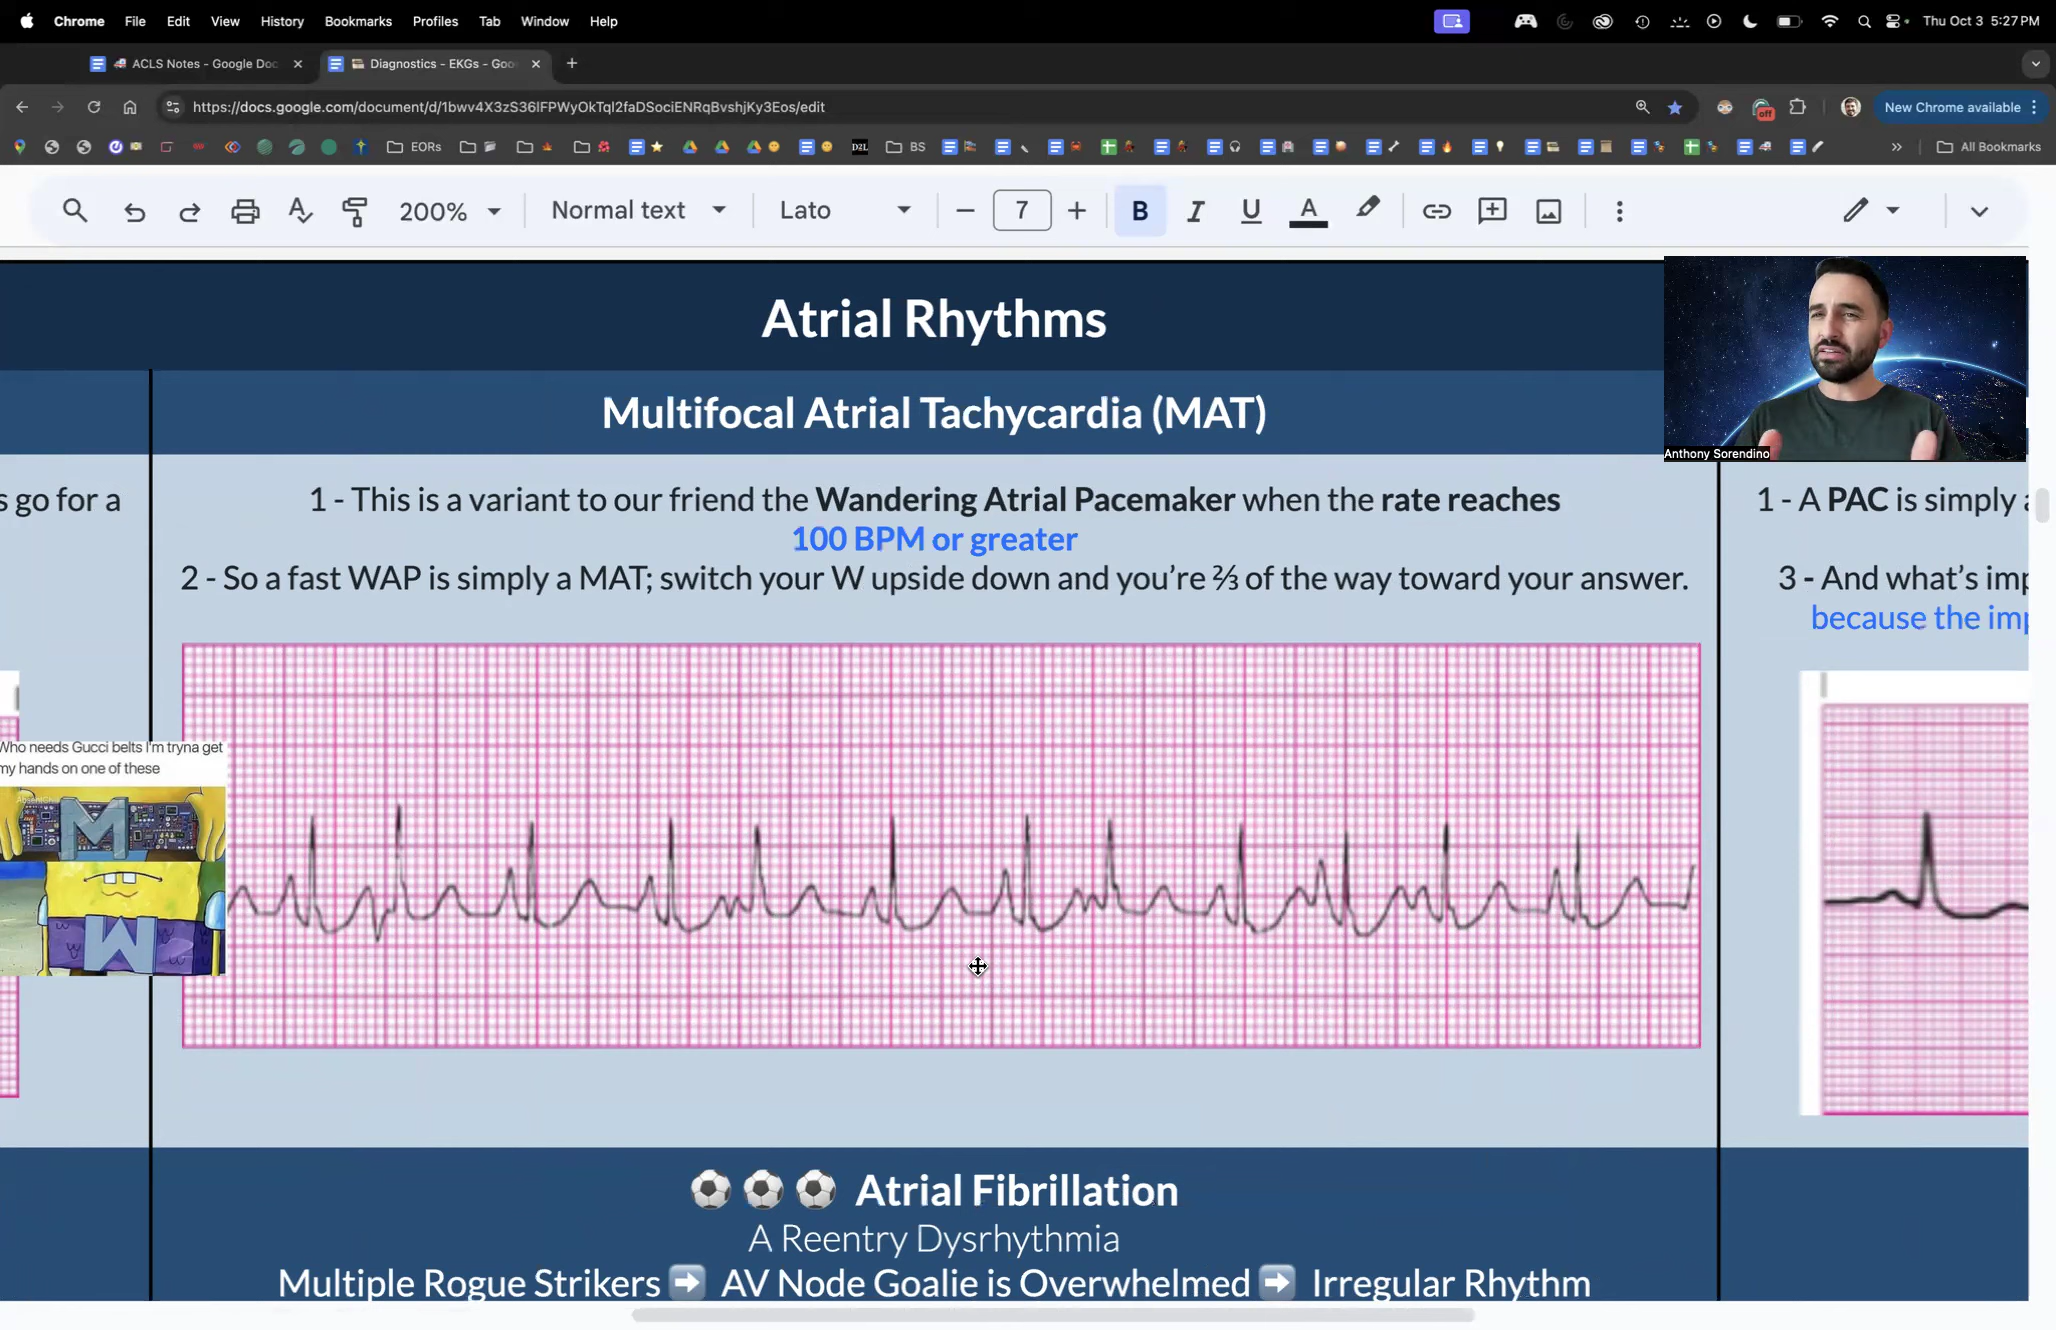 Chrome File Edit View History Bookmarks Profiles Tab Window Help
Thu Oct 3 5:27 PM
ACLS Notes - Google Doc
Diagnostics - EKGs - Goo
https://docs.google.com/document/d/1bwv4X3zS36lFPWyOkTql2faDSociENRqBvshjKy3Eos/edit
off
New Chrome available
EORs
D2L
BS
All Bookmarks
200% Normal text Lato 7 B I U A
Atrial Rhythms
Multifocal Atrial Tachycardia (MAT)
Anthony Sorendino
s go for a
1 - This is a variant to our friend the Wandering Atrial Pacemaker when the rate reaches
100 BPM or greater
2 - So a fast WAP is simply a MAT; switch your W upside down and you're ⅔ of the way toward your answer.
1 - A PAC is simply
3 - And what's imp
because the imp
Who needs Gucci belts I'm tryna get
my hands on one of these
M
W
Atrial Fibrillation
A Reentry Dysrhythmia
Multiple Rogue Strikers ➡ AV Node Goalie is Overwhelmed ➡ Irregular Rhythm